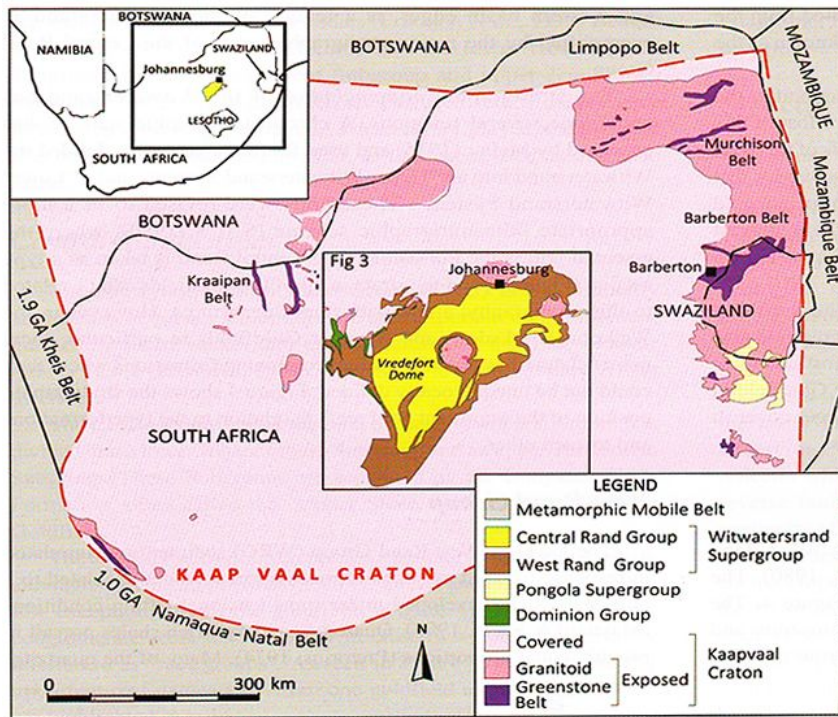 BOTSWANA
NAMIBIA
SWAZILAND
Johannesburg
LESOTHO
SOUTH AFRICA
BOTSWANA
Limpopo Belt
MOZAMBIQUE
Mozambique Belt
Murchison
Belt
Barberton Belt
Barberton
SWAZILAND
BOTSWANA
Kraaipan
Belt
1.9 GA Kheis Belt
Fig 3
Johannesburg
Vredefort
Dome
SOUTH AFRICA
KAAP VAAL CRATON
1.0 GA Namaqua - Natal Belt
N
0 300 km
LEGEND
Metamorphic Mobile Belt
Central Rand Group
West Rand Group
Witwatersrand
Supergroup
Pongola Supergroup
Dominion Group
Covered
Granitoid
Greenstone
Belt
Exposed
Kaapvaal
Craton